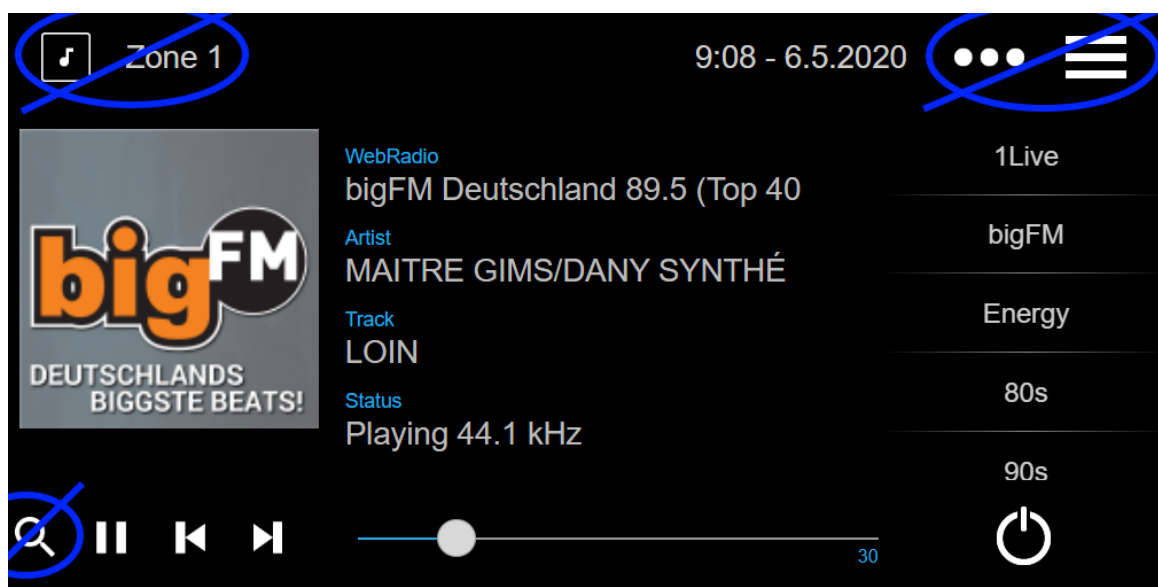 Zone 1
9:08 - 6.5.2020
WebRadio
bigFM Deutschland 89.5 (Top 40
Artist
MAITRE GIMS/DANY SYNTHÉ
Track
LOIN
Status
Playing 44.1 kHz
bigFM
DEUTSCHLANDS
BIGGSTE BEATS!
1Live
bigFM
Energy
80s
90s
30